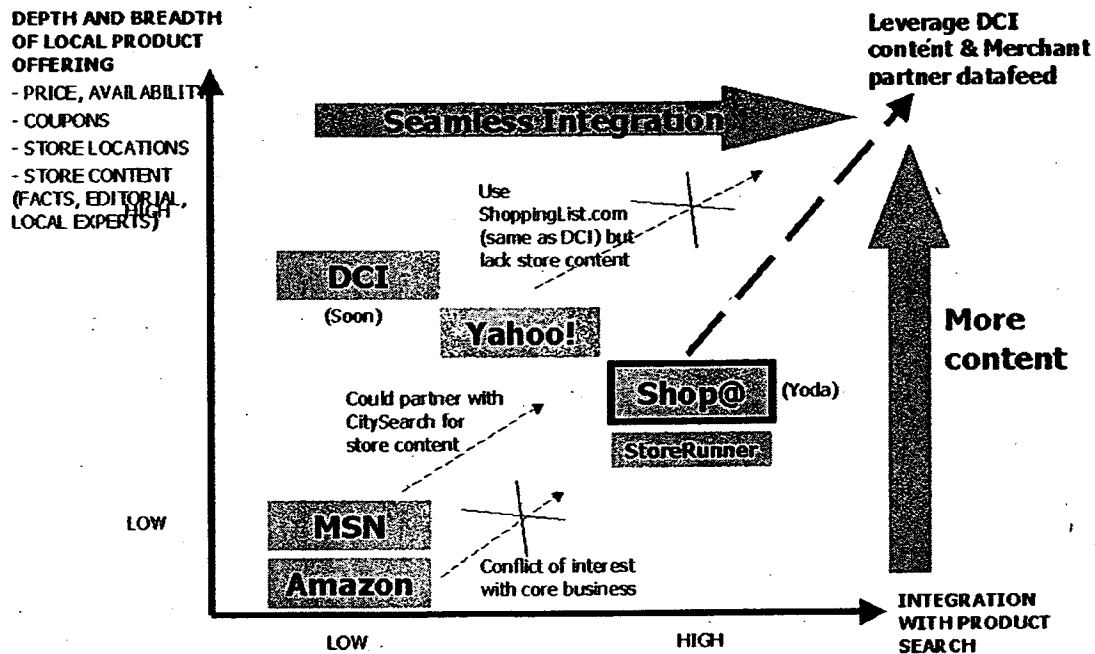 DEPTH AND BREADTH
OF LOCAL PRODUCT
OFFERING
- PRICE, AVAILABILITY
- COUPONS
- STORE LOCATIONS
- STORE CONTENT
(FACTS, EDITORIAL,
LOCAL EXPERTS)
HIGH
Leverage DCI
content & Merchant
partner datafeed
Seamless Integration
Use
ShoppingList.com
(same as DCI) but
lack store content
DCI
(Soon)
Yahoo!
More
content
Shop@
(Yoda)
Could partner with
CitySearch for
store content
StoreRunner
LOW
MSN
Amazon
Conflict of interest
with core business
INTEGRATION
WITH PRODUCT
SEARCH
LOW
HIGH